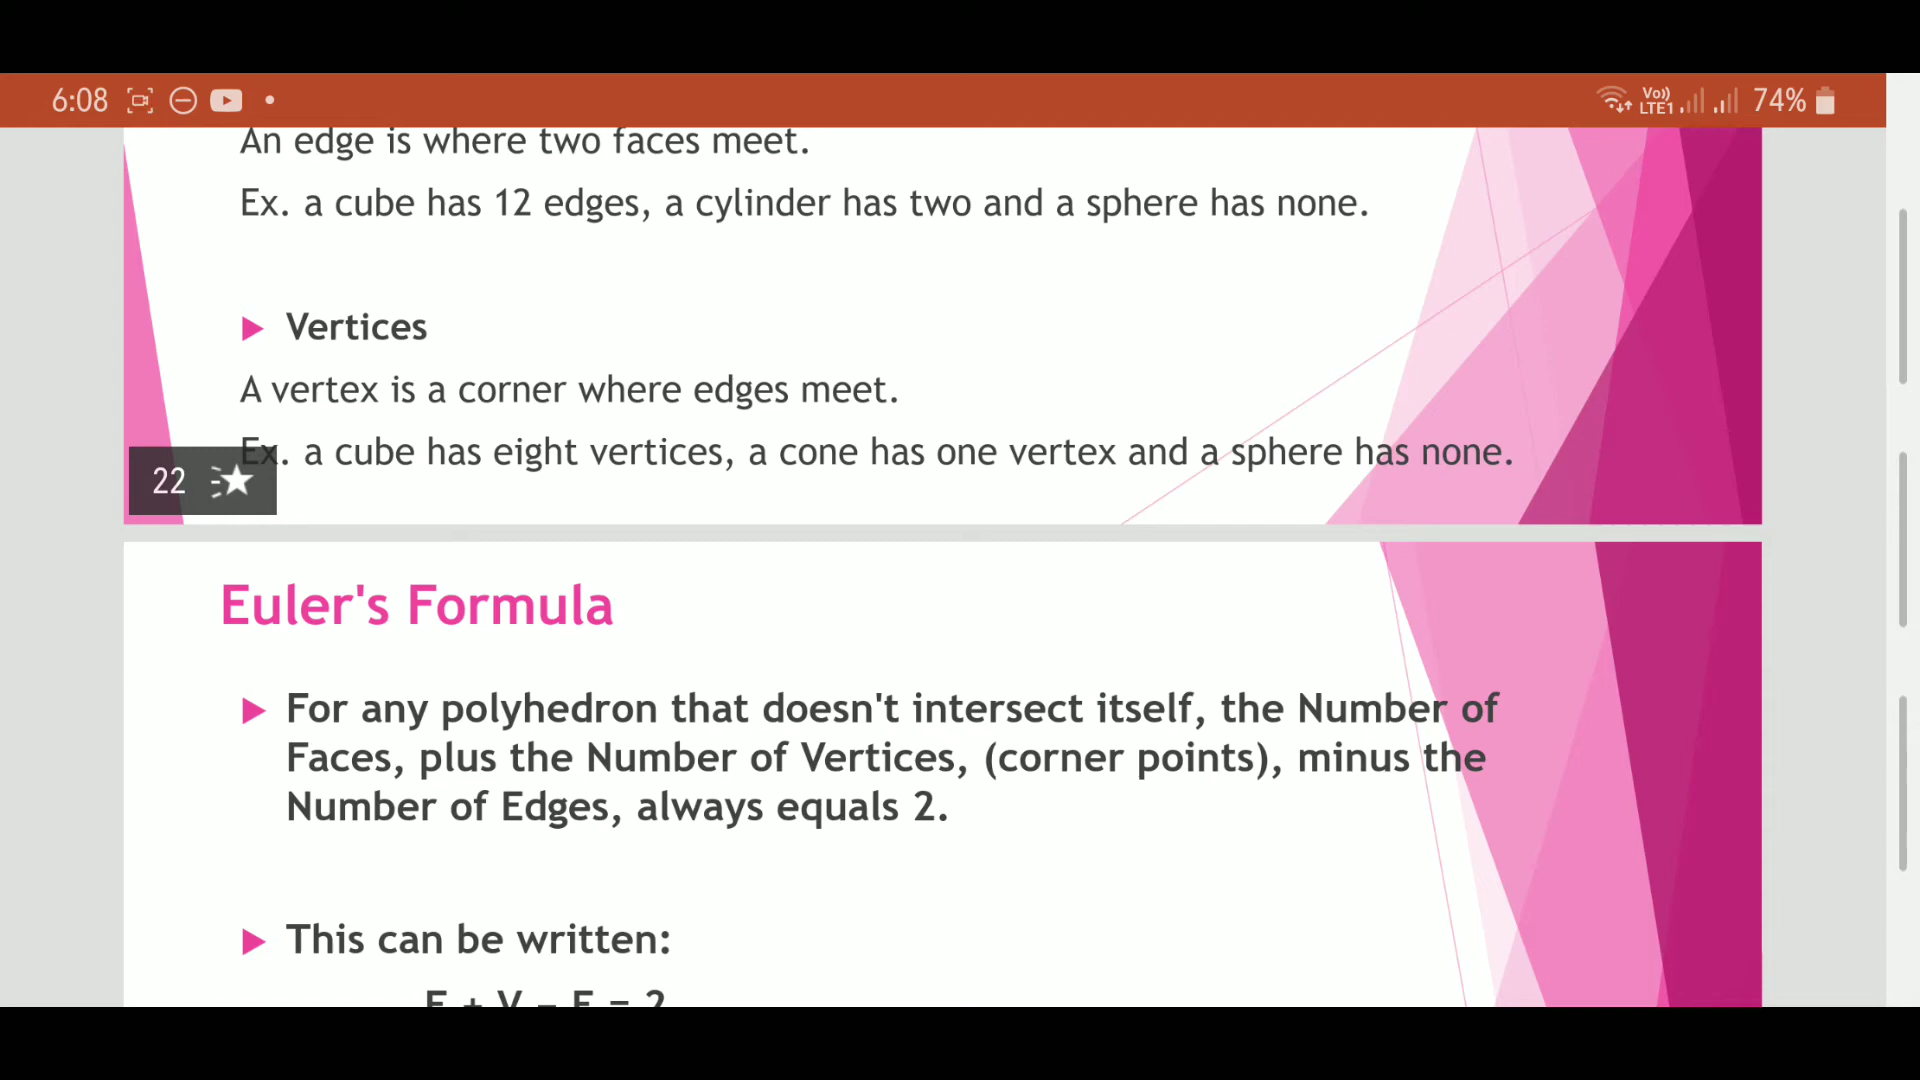 6:08
Vo))
LTE1
74%
An edge is where two faces meet.
Ex. a cube has 12 edges, a cylinder has two and a sphere has none.
Vertices
A vertex is a corner where edges meet.
Ex. a cube has eight vertices, a cone has one vertex and a sphere has none.
22
Euler's Formula
For any polyhedron that doesn't intersect itself, the Number of
Faces, plus the Number of Vertices, (corner points), minus the
Number of Edges, always equals 2.
This can be written:
F + V − E = 2